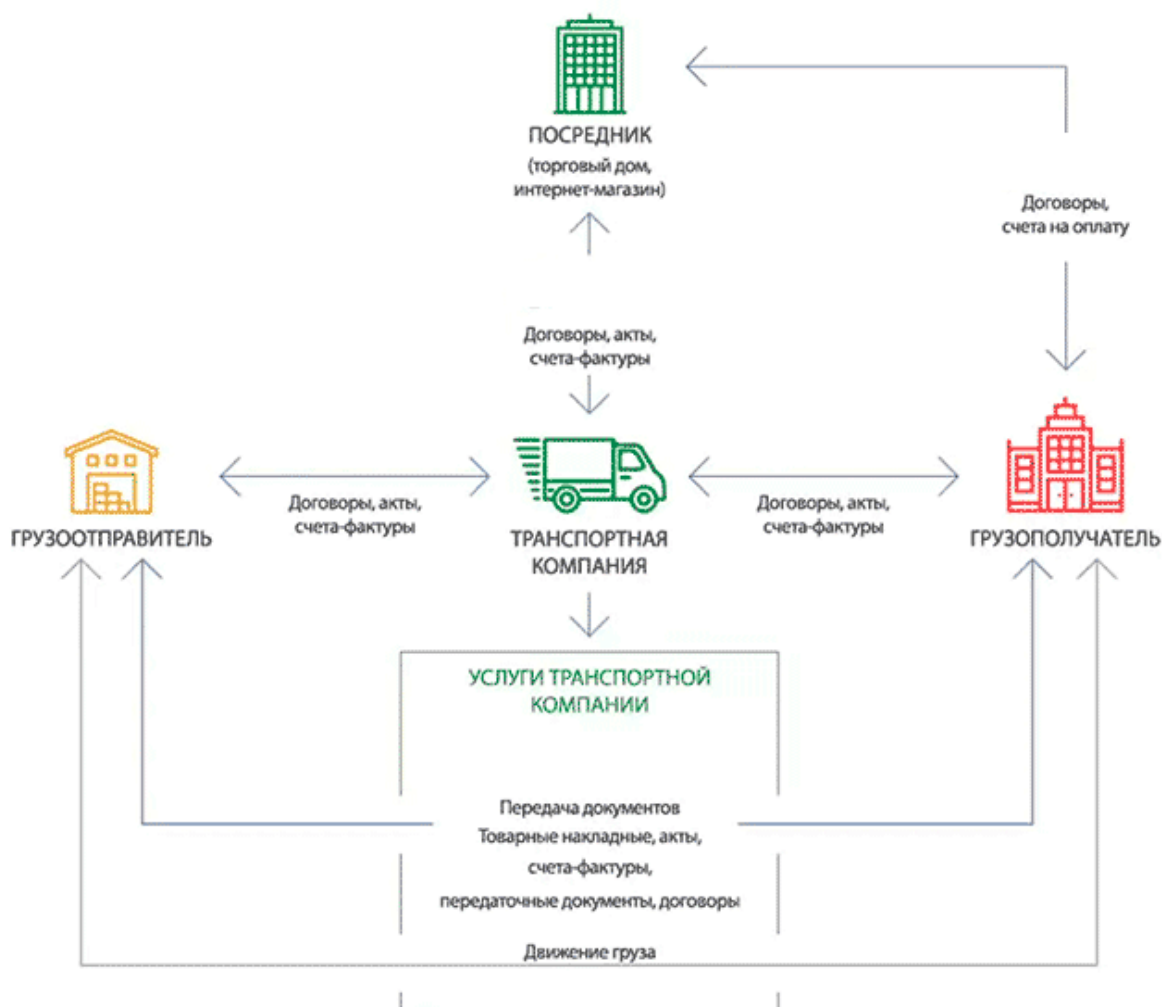 ПОСРЕДНИК
(торговый дом,
интернет-магазин)
Договоры,
счета на оплату
Договоры, акты,
счета-фактуры
Договоры, акты,
счета-фактуры
Договоры, акты,
счета-фактуры
ГРУЗООТПРАВИТЕЛЬ
ТРАНСПОРТНАЯ
КОМПАНИЯ
ГРУЗОПОЛУЧАТЕЛЬ
УСЛУГИ ТРАНСПОРТНОЙ
КОМПАНИИ
Передача документов
Товарные накладные, акты,
счета-фактуры,
передаточные документы, договоры
Движение груза